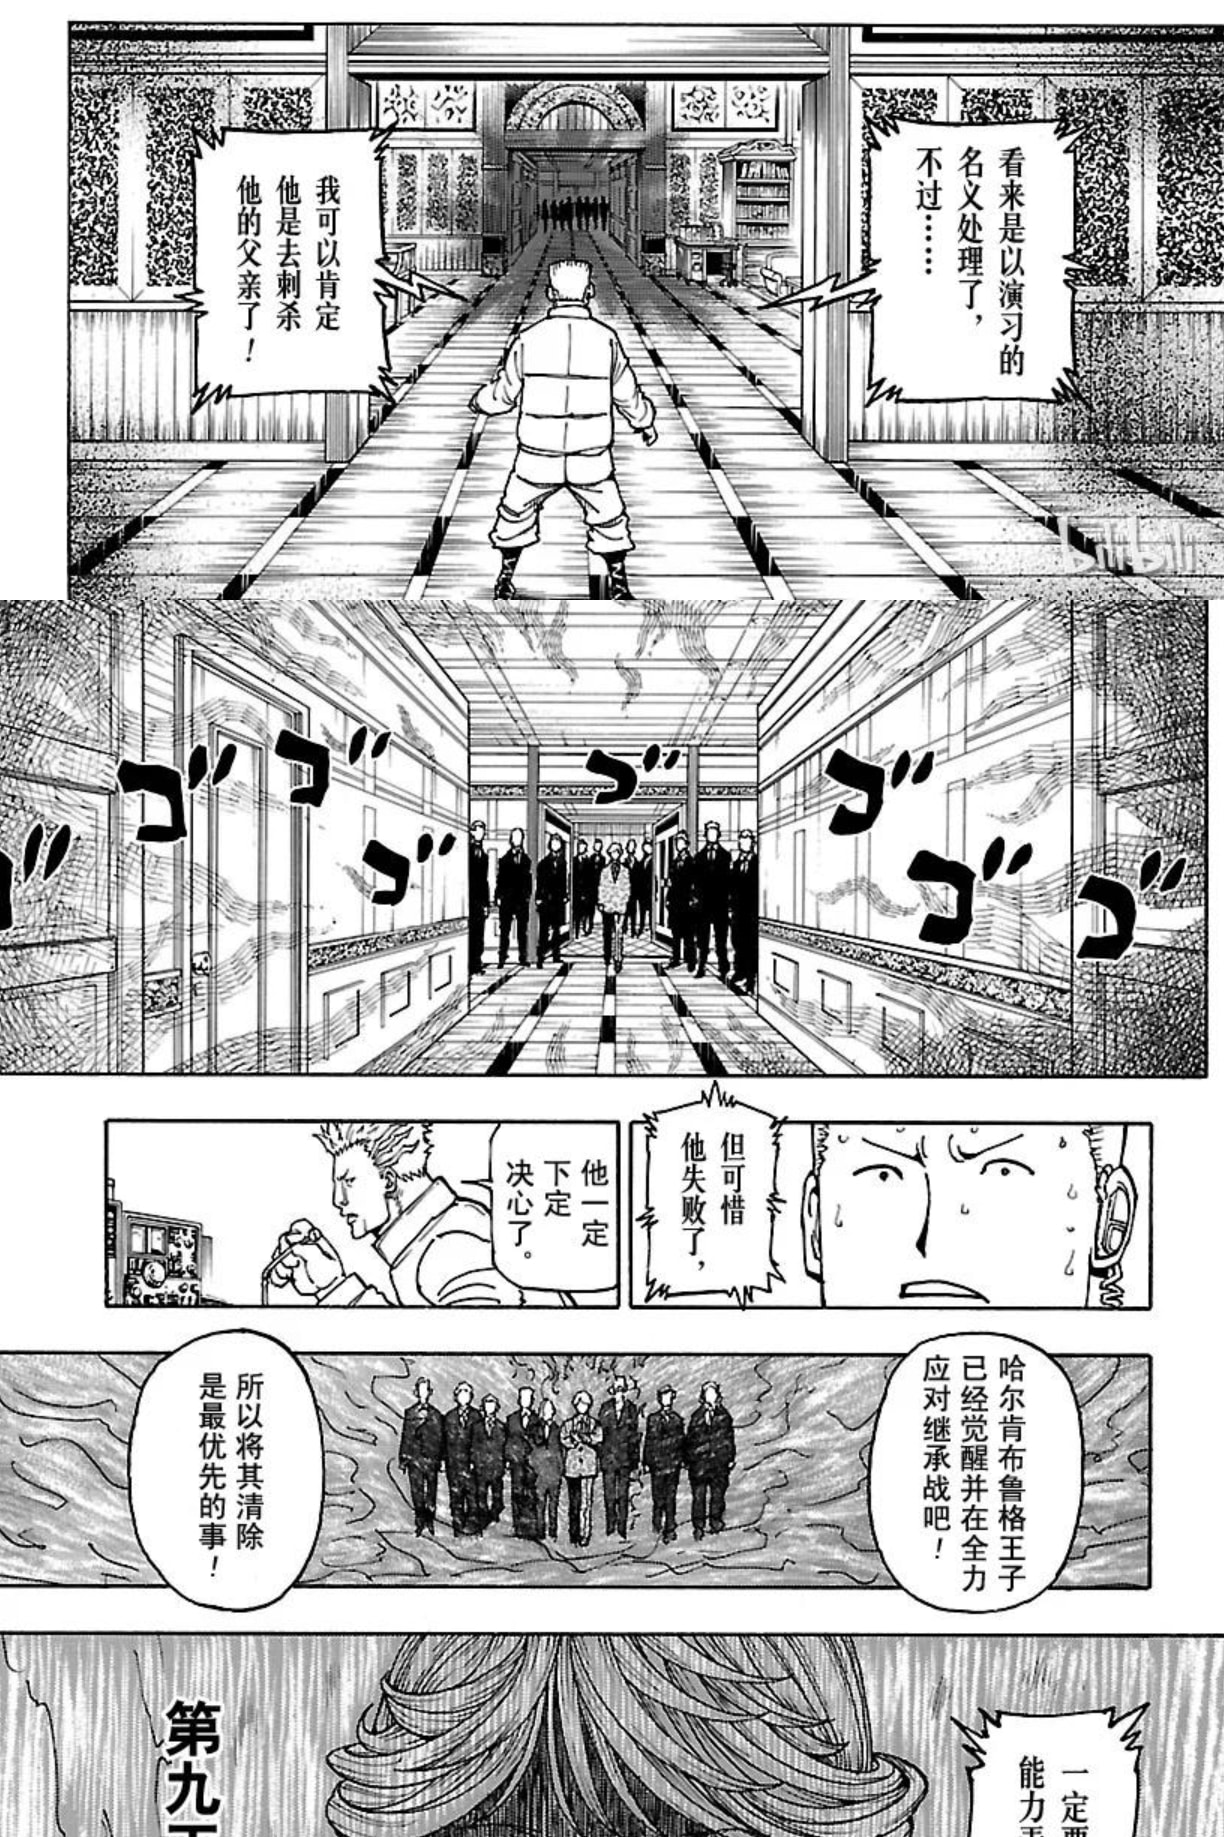 看来是以演习的
名义处理了，
不过……
我可以肯定
他是去刺杀
他的父亲了！
bilibili
ゴゴゴゴゴゴゴ
但可惜
他失败了，
他一定
下定
决心了。
哈尔肯布鲁格王子
已经觉醒并在全力
应对继承战吧！
所以将其清除
是最优先的事！
一定要
能力
第九